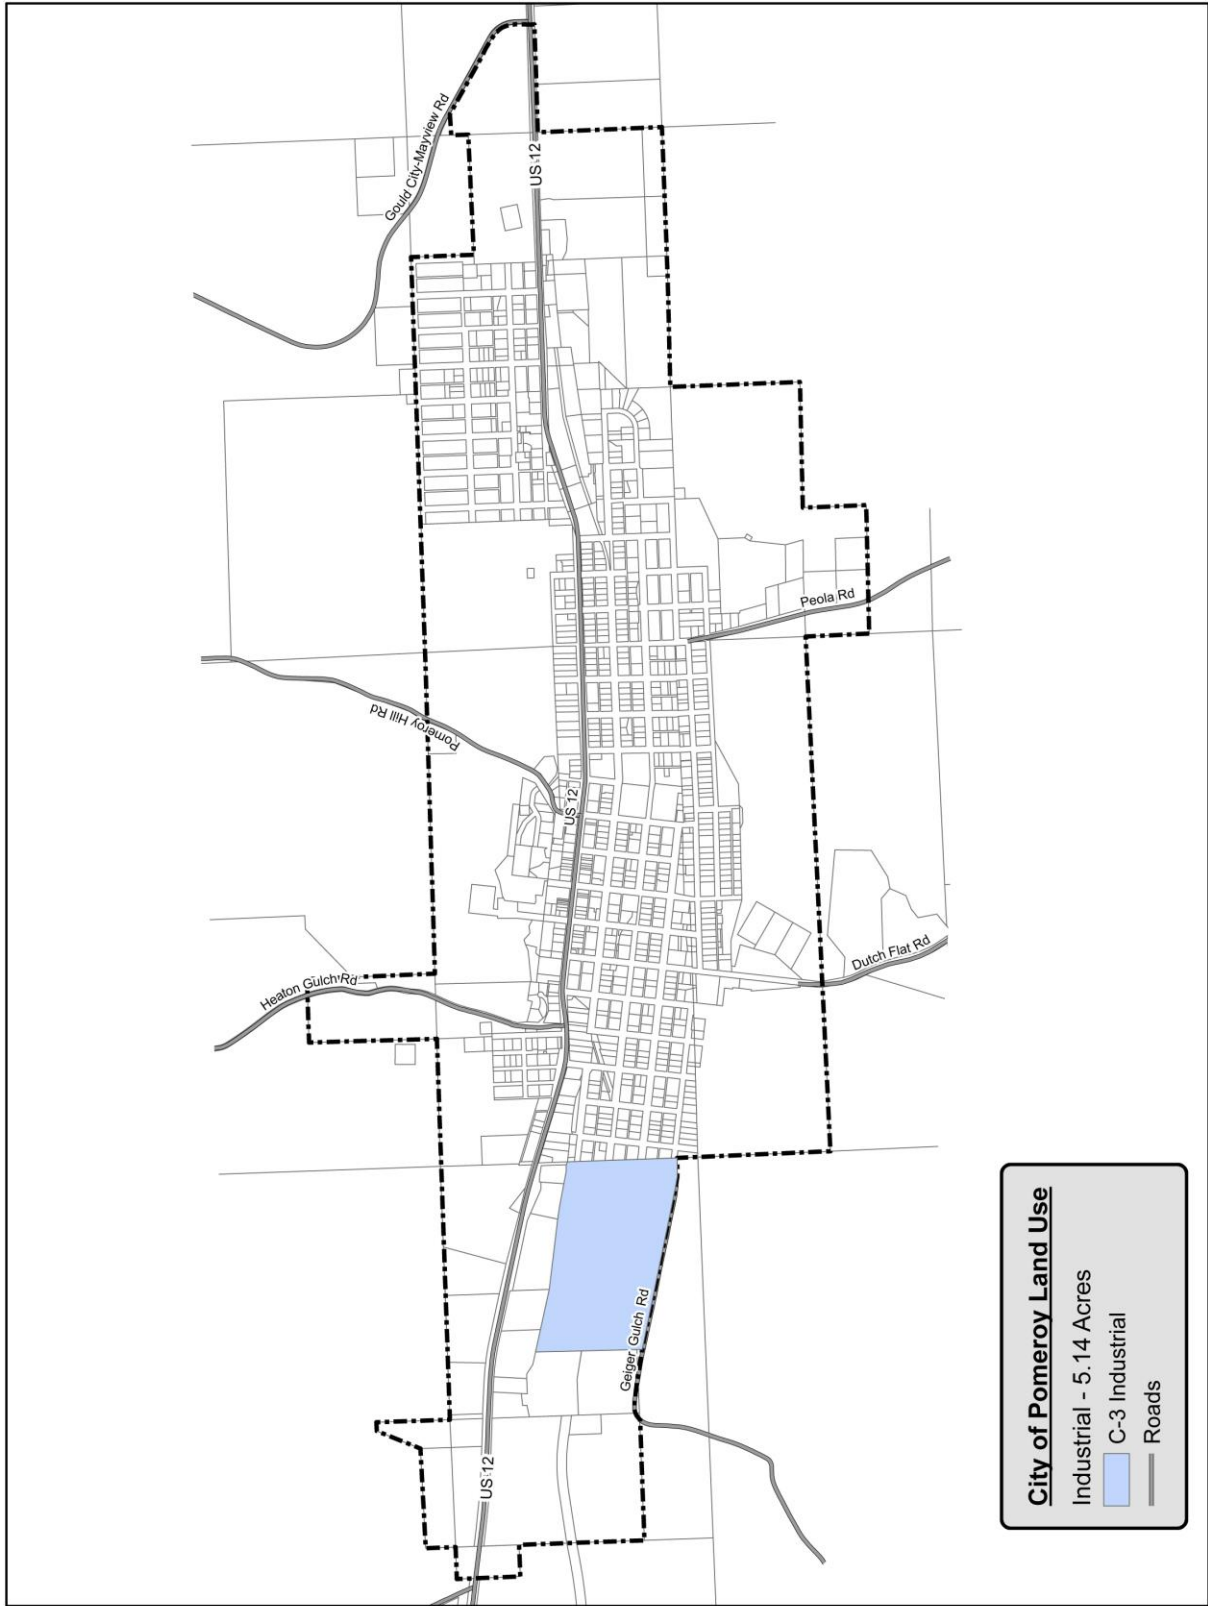 Gould City-Mayview Rd
US 12
Pomeroy Hill Rd
US 12
Peola Rd
Heaton Gulch Rd
Dutch Flat Rd
Geiger Gulch Rd
US 12
City of Pomeroy Land Use
Industrial - 5.14 Acres
C-3 Industrial
Roads